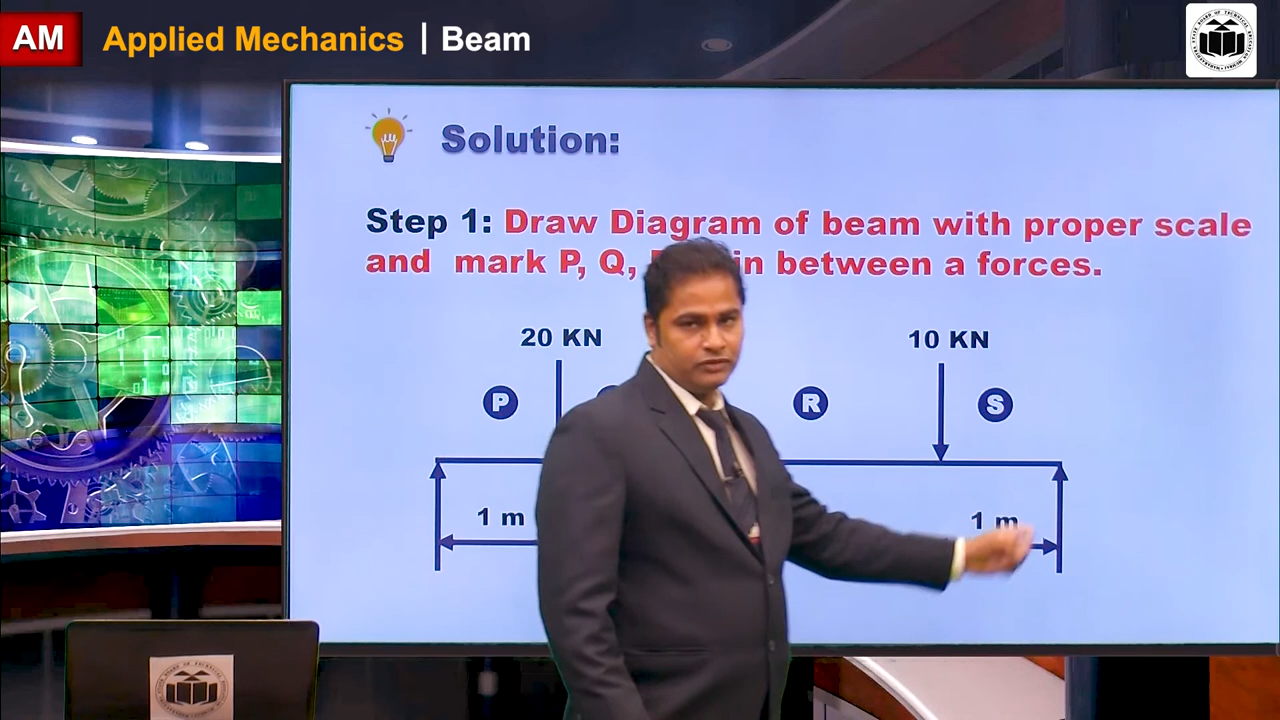 AM Applied Mechanics | Beam
Solution:
Step 1: Draw Diagram of beam with proper scale
and mark P, Q, in between a forces.
20 KN 10 KN
P R S
1 m 1 m